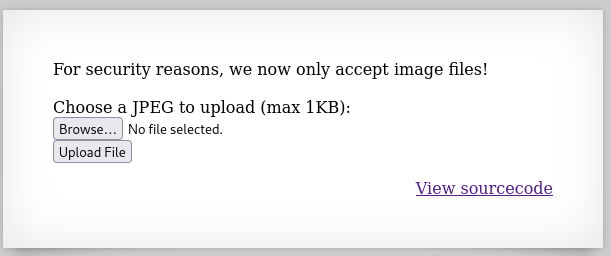 For security reasons, we now only accept image files!
Choose a JPEG to upload (max 1KB):
Browse... No file selected.
Upload File
View sourcecode